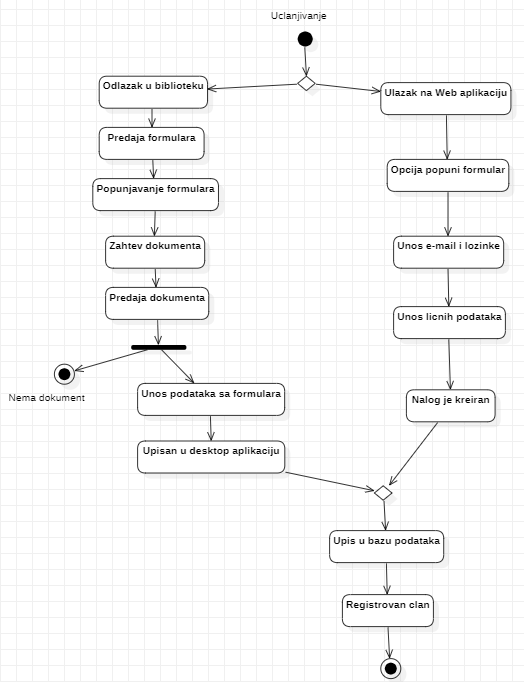 Uclanjivanje
Odlazak u biblioteku
Ulazak na Web aplikaciju
Predaja formulara
Opcija popuni formular
Popunjavanje formulara
Zahtev dokumenta
Unos e-mail i lozinke
Predaja dokumenta
Unos licnih podataka
Nema dokument
Unos podataka sa formulara
Nalog je kreiran
Upisan u desktop aplikaciju
Upis u bazu podataka
Registrovan clan